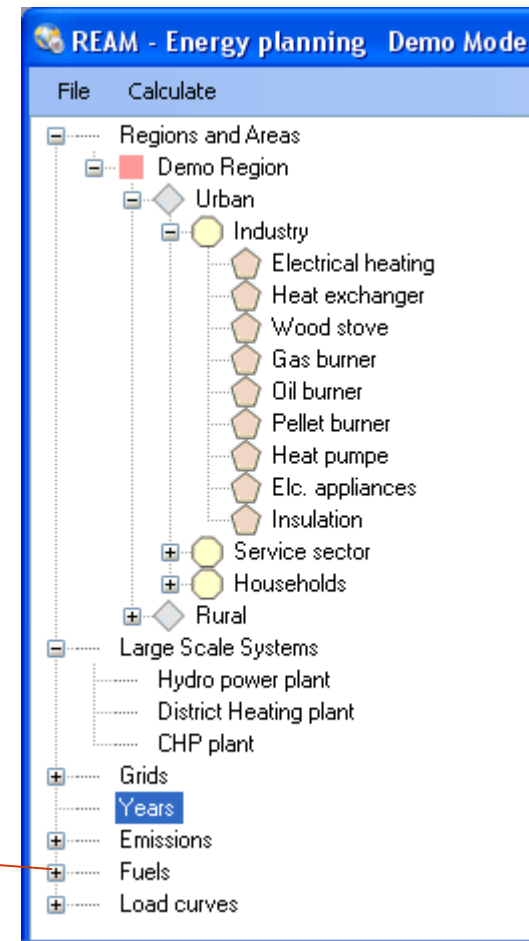 REAM - Energy planning Demo Mode
File Calculate
Regions and Areas
Demo Region
Urban
Industry
Electrical heating
Heat exchanger
Wood stove
Gas burner
Oil burner
Pellet burner
Heat pumpe
Elc. appliances
Insulation
Service sector
Households
Rural
Large Scale Systems
Hydro power plant
District Heating plant
CHP plant
Grids
Years
Emissions
Fuels
Load curves